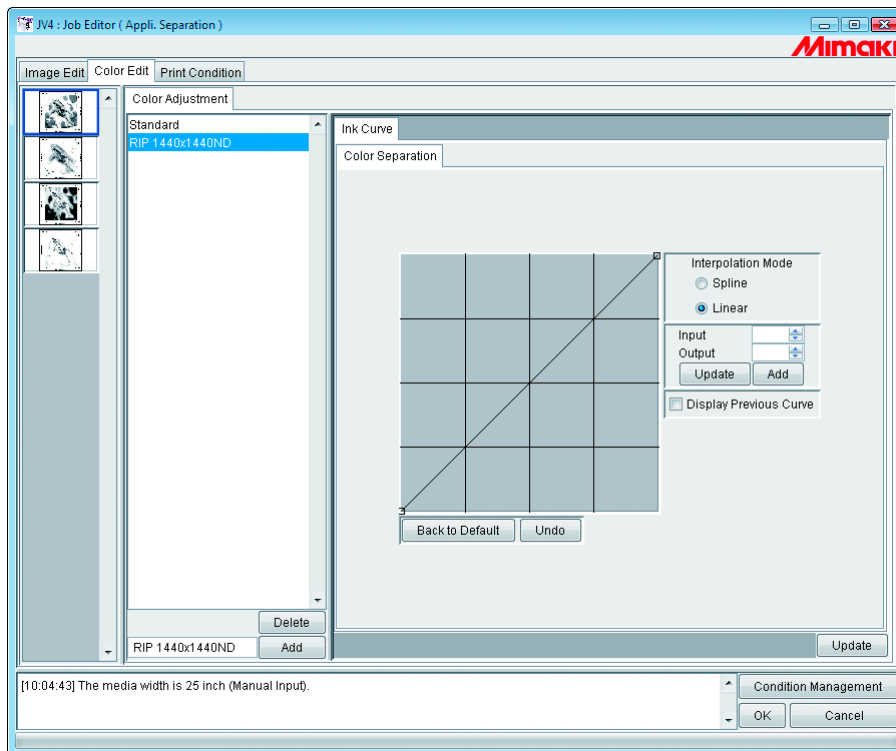 JV4 : Job Editor ( Appli. Separation )
Mimaki
Image Edit Color Edit Print Condition
Color Adjustment
Standard
RIP 1440x1440ND
Ink Curve
Color Separation
Interpolation Mode
Spline
Linear
Input
Output
Update Add
Display Previous Curve
Back to Default Undo
Delete
RIP 1440x1440ND Add
Update
[10:04:43] The media width is 25 inch (Manual Input).
Condition Management
OK Cancel